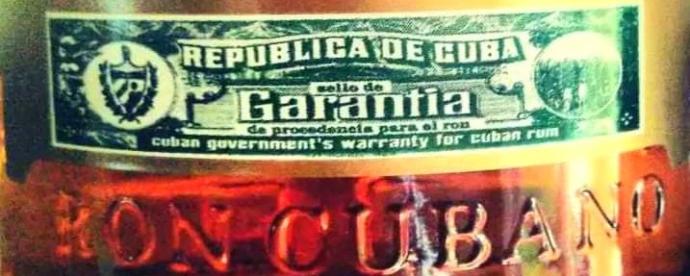 REPUBLICA DE CUBA
sello de
Garantia
de procedencia para el ron
cuban government's warranty for cuban rum
RON CUBANO